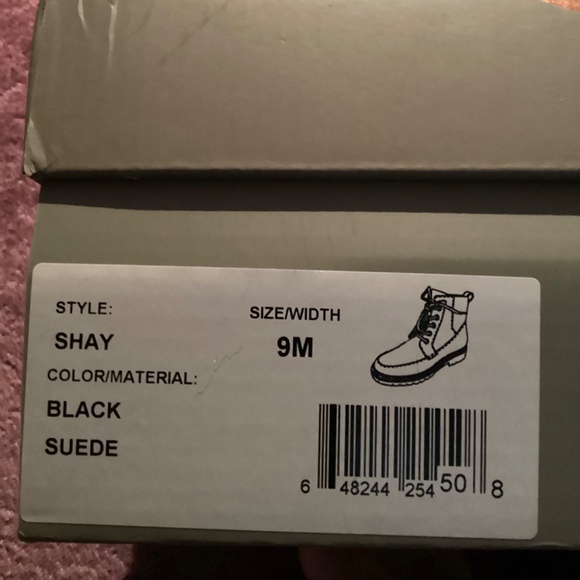 STYLE:
SHAY
COLOR/MATERIAL:
BLACK
SUEDE
SIZE/WIDTH
9M
6 48244 254 50 8